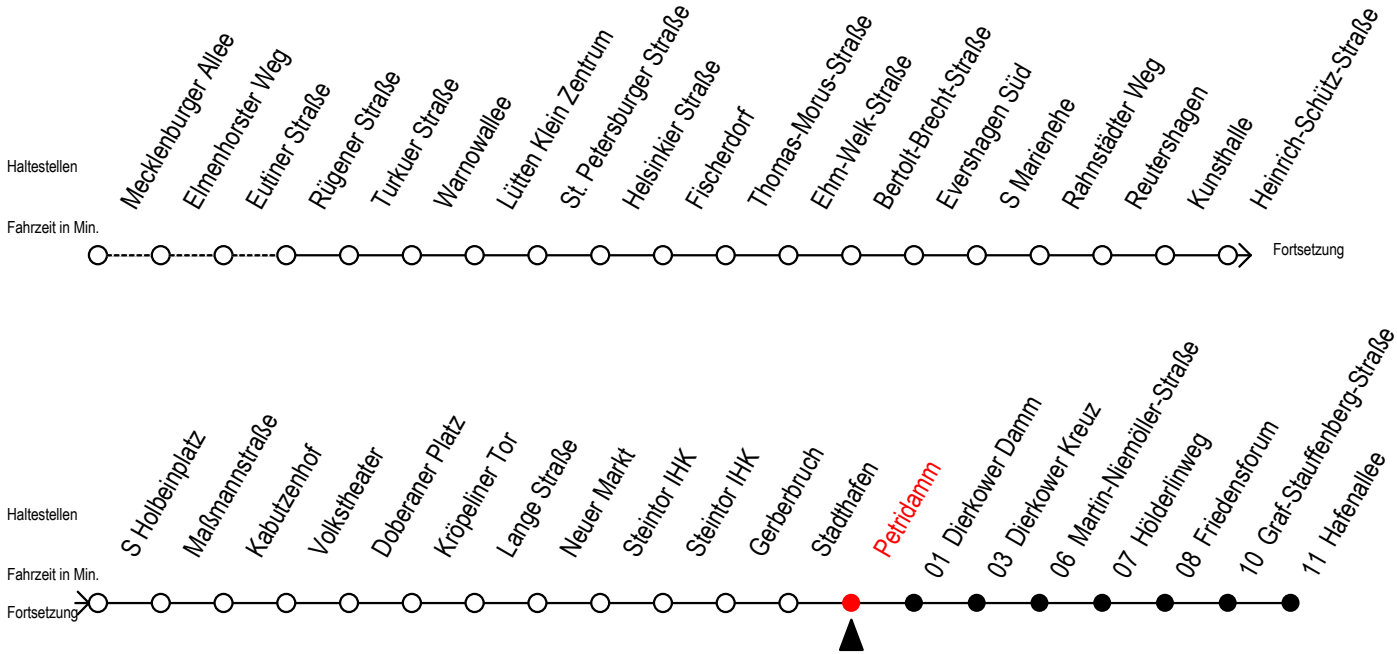 Haltestellen
Mecklenburger Allee
Elmenhorster Weg
Eutiner Straße
Rügener Straße
Turkuer Straße
Warnowallee
Lütten Klein Zentrum
St. Petersburger Straße
Helsinkier Straße
Fischerdorf
Thomas-Morus-Straße
Ehm-Welk-Straße
Bertolt-Brecht-Straße
Evershagen Süd
S Marienehe
Rahnstädter Weg
Reutershagen
Kunsthalle
Heinrich-Schütz-Straße
Fahrzeit in Min.
Fortsetzung
Haltestellen
S Holbeinplatz
Maßmannstraße
Kabutzenhof
Volkstheater
Doberaner Platz
Kröpeliner Tor
Lange Straße
Neuer Markt
Steintor IHK
Steintor IHK
Gerberbruch
Stadthafen
Petridamm
01 Dierkower Damm
03 Dierkower Kreuz
06 Martin-Niemöller-Straße
07 Hölderlinweg
08 Friedensforum
10 Graf-Stauffenberg-Straße
11 Hafenallee
Fahrzeit in Min.
Fortsetzung